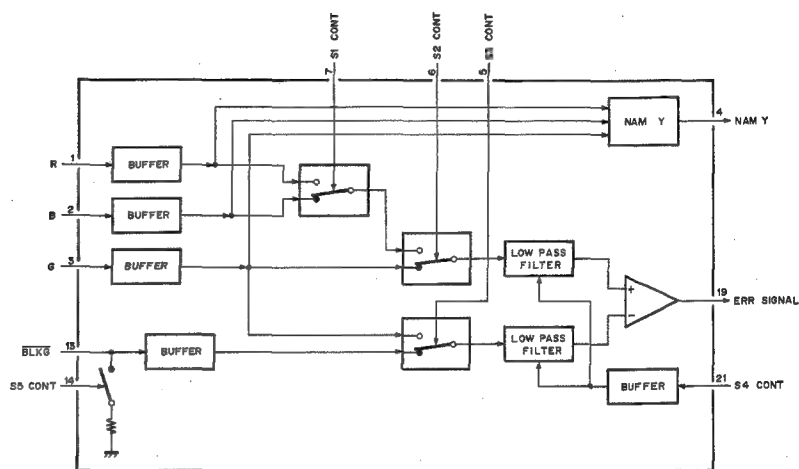 7 S1 CONT
6 S2 CONT
5 CONT
R 1 BUFFER
NAM Y
4 NAM Y
B 2 BUFFER
G 3 BUFFER
LOW PASS
FILTER
+
−
19 ERR SIGNAL
BLKG 13 BUFFER
LOW PASS
FILTER
S5 CONT 14
BUFFER
21 S4 CONT